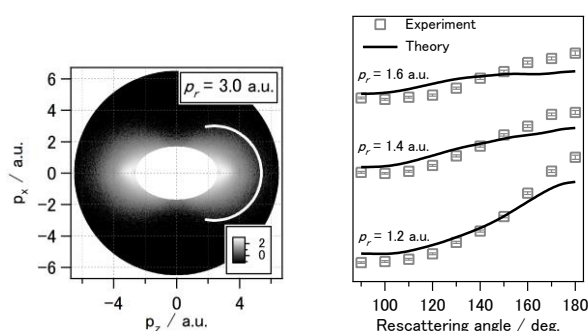 p_r = 3.0 a.u.
6
4
2
0
-2
-4
-6
p_x / a.u.
2
0
-4 0 4
p_z / a.u.
Experiment
Theory
p_r = 1.6 a.u.
p_r = 1.4 a.u.
p_r = 1.2 a.u.
100 120 140 160 180
Rescattering angle / deg.